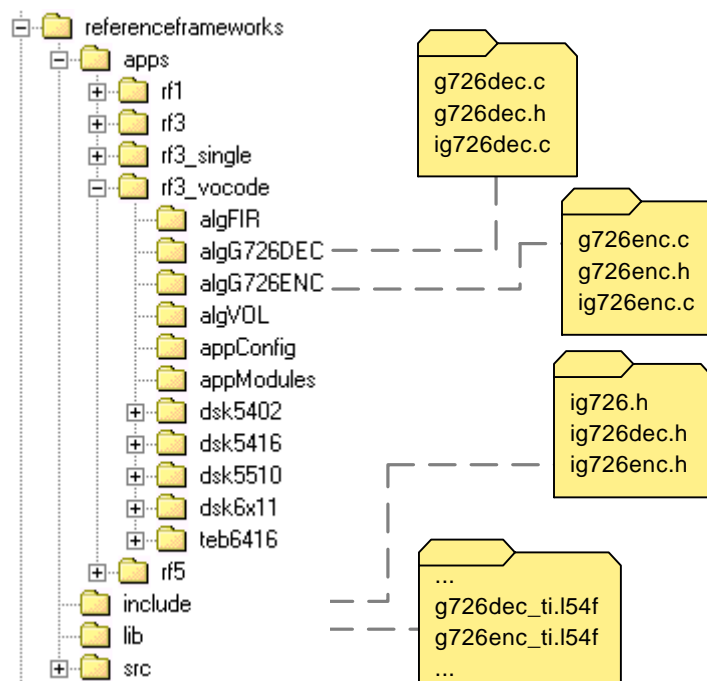 referenceframeworks
apps
rf1
rf3
rf3_single
rf3_vocode
algFIR
algG726DEC
algG726ENC
algVOL
appConfig
appModules
dsk5402
dsk5416
dsk5510
dsk6x11
teb6416
rf5
include
lib
src
g726dec.c
g726dec.h
ig726dec.c
g726enc.c
g726enc.h
ig726enc.c
ig726.h
ig726dec.h
ig726enc.h
...
g726dec_ti.l54f
g726enc_ti.l54f
...